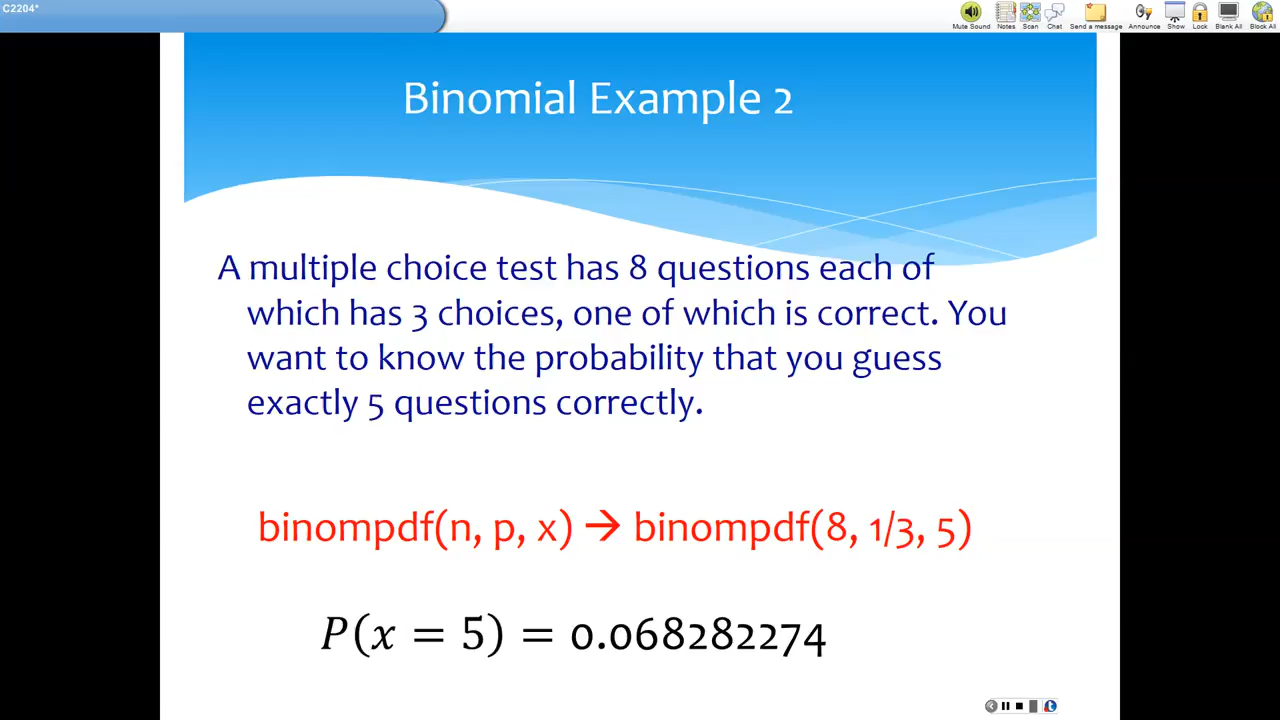 C2204*
Mute Sound Notes Scan Chat Send a message Announce Show Lock Blank All Block All
Binomial Example 2
A multiple choice test has 8 questions each of
which has 3 choices, one of which is correct. You
want to know the probability that you guess
exactly 5 questions correctly.
binompdf(n, p, x) → binompdf(8, 1/3, 5)
P(x = 5) = 0.068282274